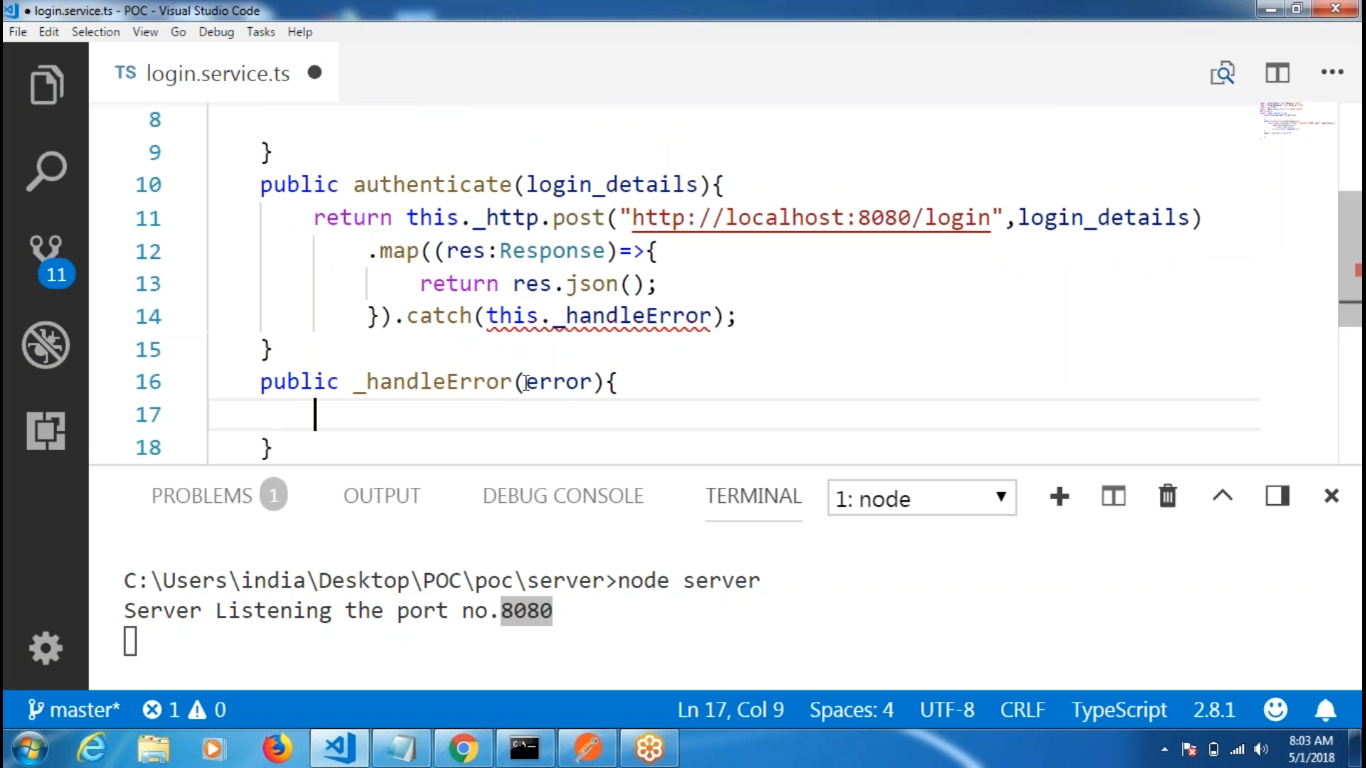 login.service.ts - POC - Visual Studio Code
File Edit Selection View Go Debug Tasks Help
TS login.service.ts
8
9 }
10 public authenticate(login_details){
11 return this._http.post("http://localhost:8080/login",login_details)
12 .map((res:Response)=>{
13 return res.json();
14 }).catch(this._handleError);
15 }
16 public _handleError(error){
17
18 }
11
PROBLEMS 1 OUTPUT DEBUG CONSOLE TERMINAL 1: node
C:\Users\india\Desktop\POC\poc\server>node server
Server Listening the port no.8080
master* 1 0 Ln 17, Col 9 Spaces: 4 UTF-8 CRLF TypeScript 2.8.1
8:03 AM
5/1/2018